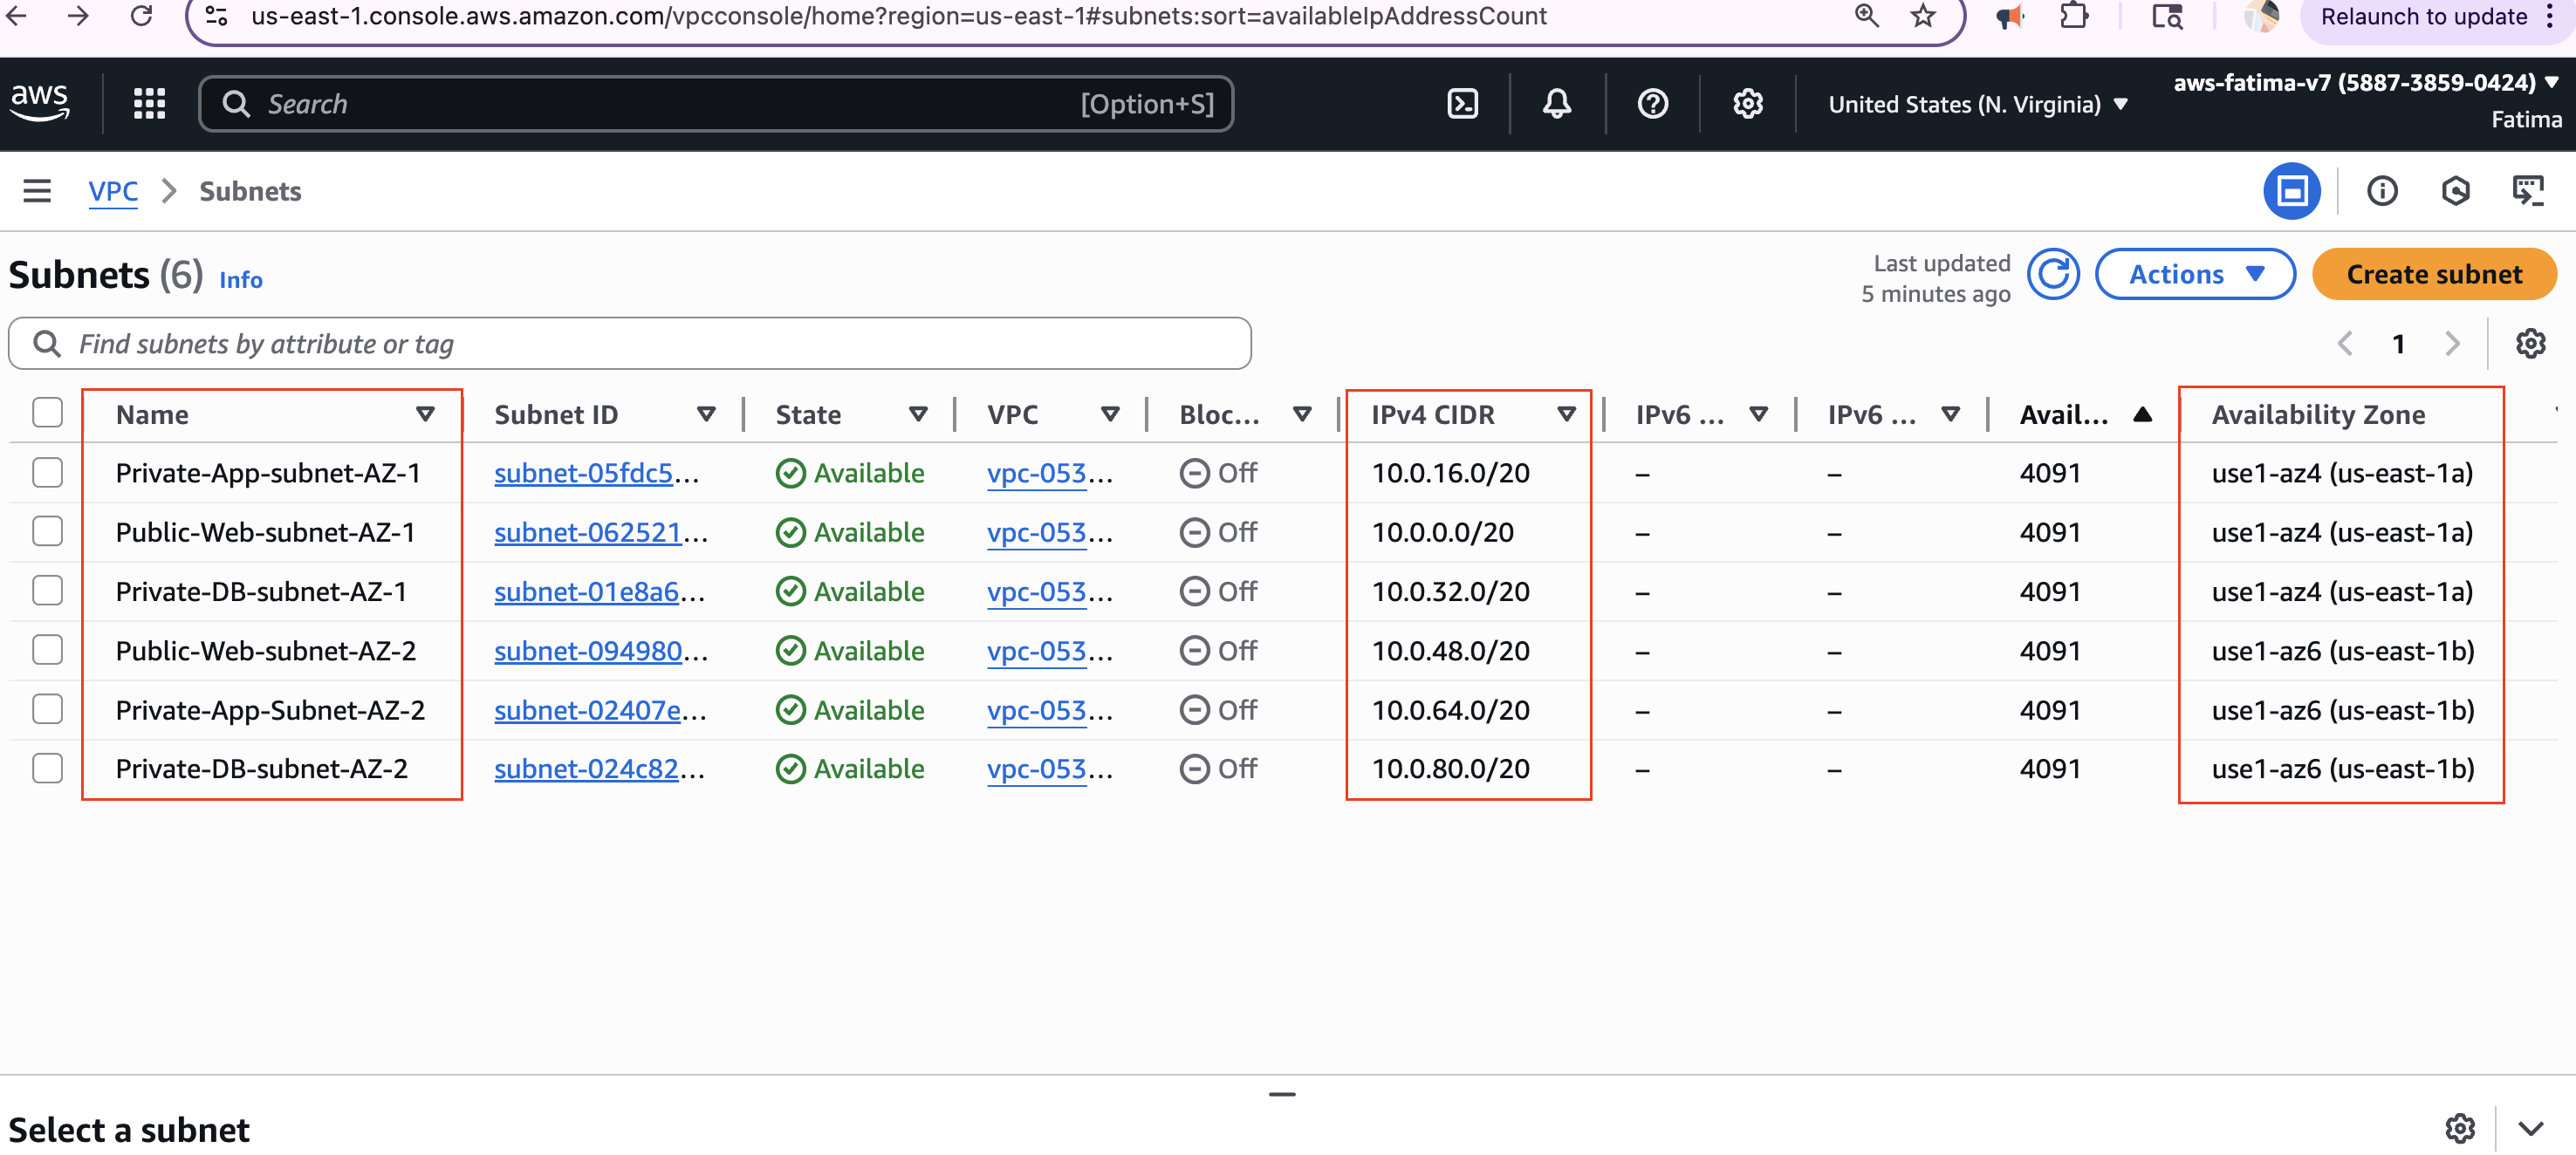 us-east-1.console.aws.amazon.com/vpcconsole/home?region=us-east-1#subnets:sort=availableIpAddressCount
Relaunch to update
aws
Search
[Option+S]
United States (N. Virginia)
aws-fatima-v7 (5887-3859-0424)
Fatima
VPC
Subnets
Subnets (6) Info
Last updated
5 minutes ago
Actions
Create subnet
Find subnets by attribute or tag
1
Name Subnet ID State VPC Bloc... IPv4 CIDR IPv6 ... IPv6 ... Avail... Availability Zone
Private-App-subnet-AZ-1 subnet-05fdc5... Available vpc-053... Off 10.0.16.0/20 – – 4091 use1-az4 (us-east-1a)
Public-Web-subnet-AZ-1 subnet-062521... Available vpc-053... Off 10.0.0.0/20 – – 4091 use1-az4 (us-east-1a)
Private-DB-subnet-AZ-1 subnet-01e8a6... Available vpc-053... Off 10.0.32.0/20 – – 4091 use1-az4 (us-east-1a)
Public-Web-subnet-AZ-2 subnet-094980... Available vpc-053... Off 10.0.48.0/20 – – 4091 use1-az6 (us-east-1b)
Private-App-Subnet-AZ-2 subnet-02407e... Available vpc-053... Off 10.0.64.0/20 – – 4091 use1-az6 (us-east-1b)
Private-DB-subnet-AZ-2 subnet-024c82... Available vpc-053... Off 10.0.80.0/20 – – 4091 use1-az6 (us-east-1b)
Select a subnet